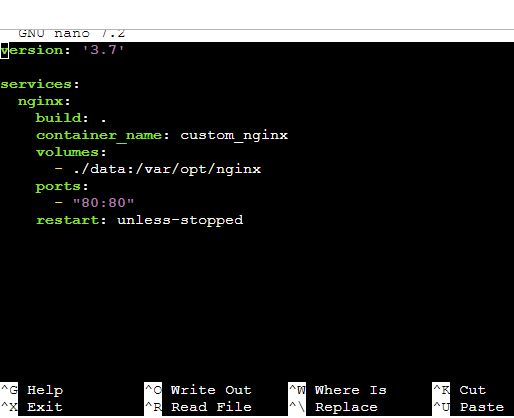 GNU nano 7.2
version: '3.7'
services:
  nginx:
    build: .
    container_name: custom_nginx
    volumes:
      - ./data:/var/opt/nginx
    ports:
      - "80:80"
    restart: unless-stopped
^G Help ^O Write Out ^W Where Is ^K Cut
^X Exit ^R Read File ^\ Replace ^U Paste